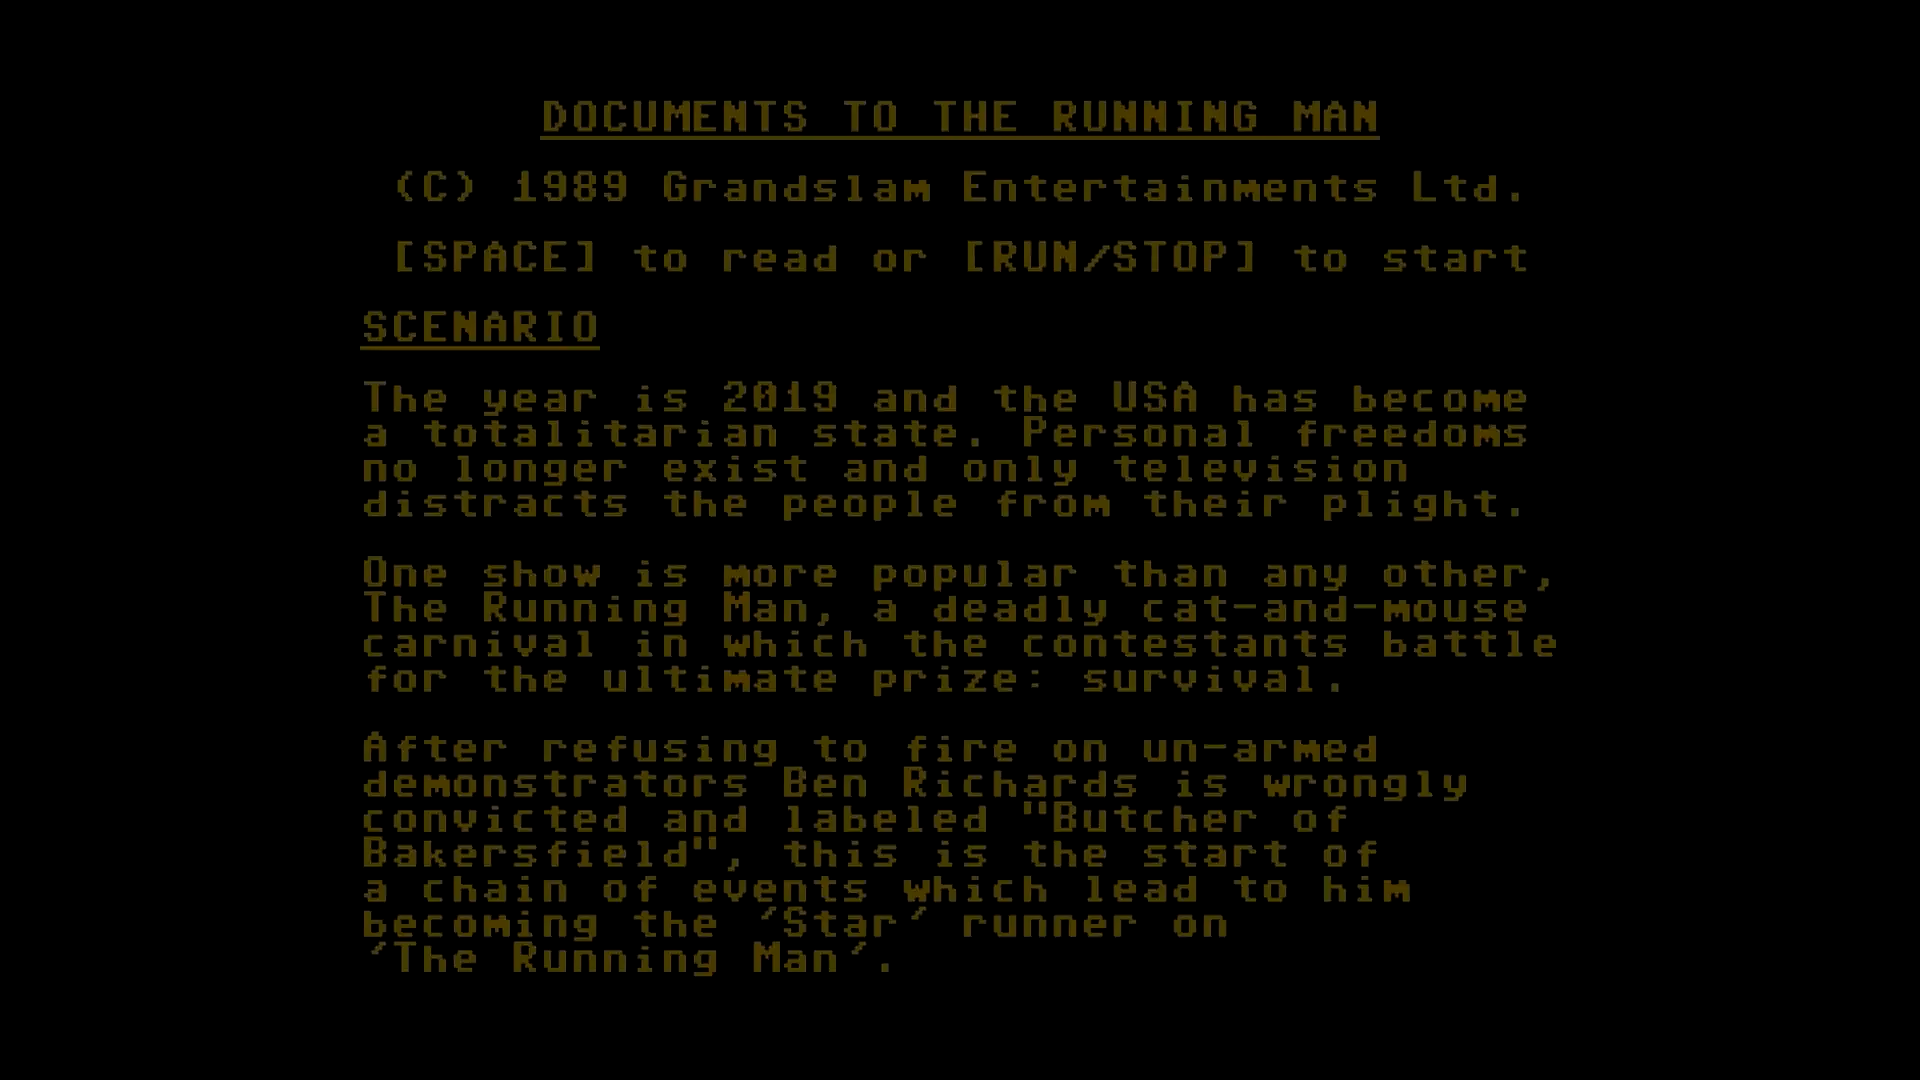 DOCUMENTS TO THE RUNNING MAN
(C) 1989 Grandslam Entertainments Ltd.
[SPACE] to read or [RUN/STOP] to start
SCENARIO
The year is 2019 and the USA has become
a totalitarian state. Personal freedoms
no longer exist and only television
distracts the people from their plight.
One show is more popular than any other,
The Running Man, a deadly cat-and-mouse
carnival in which the contestants battle
for the ultimate prize: survival.
After refusing to fire on un-armed
demonstrators Ben Richards is wrongly
convicted and labeled "Butcher of
Bakersfield", this is the start of
a chain of events which lead to him
becoming the 'Star' runner on
'The Running Man'.